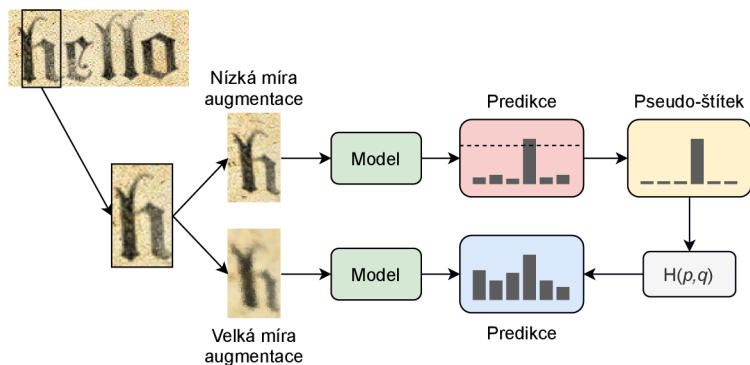 hello
Nízká míra
augmentace
Predikce
Pseudo-štítek
h
h
Model
h
Model
H(p,q)
Velká míra
augmentace
Predikce